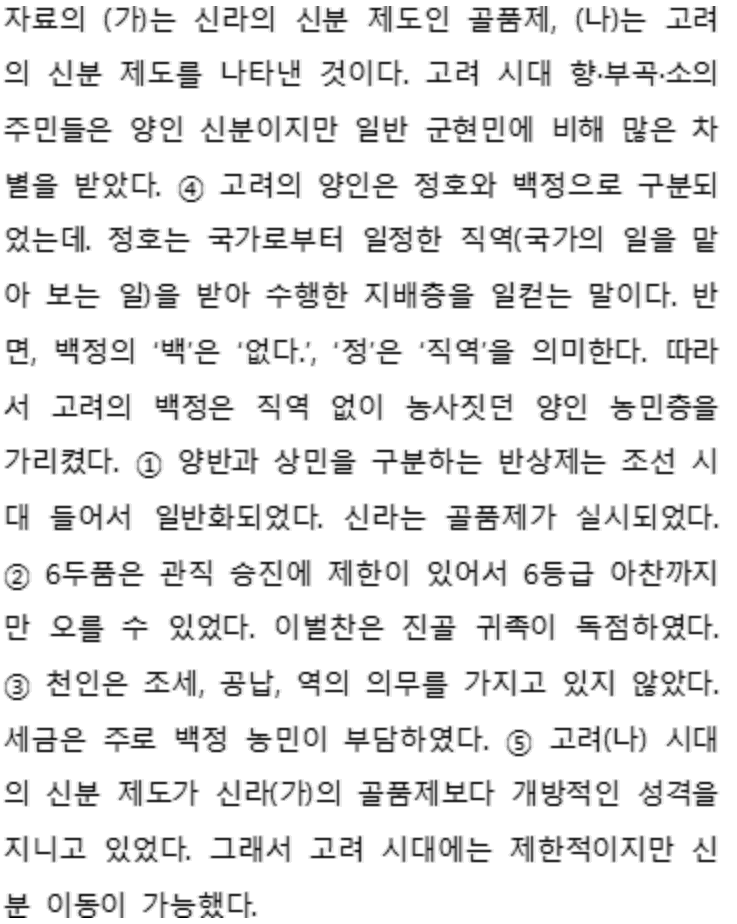 자료의 (가)는 신라의 신분 제도인 골품제, (나)는 고려
의 신분 제도를 나타낸 것이다. 고려 시대 향·부곡·소의
주민들은 양인 신분이지만 일반 군현민에 비해 많은 차
별을 받았다. ④ 고려의 양인은 정호와 백정으로 구분되
었는데. 정호는 국가로부터 일정한 직역(국가의 일을 맡
아 보는 일)을 받아 수행한 지배층을 일컫는 말이다. 반
면, 백정의 ‘백’은 ‘없다.’, ‘정’은 ‘직역’을 의미한다. 따라
서 고려의 백정은 직역 없이 농사짓던 양인 농민층을
가리켰다. ① 양반과 상민을 구분하는 반상제는 조선 시
대 들어서 일반화되었다. 신라는 골품제가 실시되었다.
② 6두품은 관직 승진에 제한이 있어서 6등급 아찬까지
만 오를 수 있었다. 이벌찬은 진골 귀족이 독점하였다.
③ 천인은 조세, 공납, 역의 의무를 가지고 있지 않았다.
세금은 주로 백정 농민이 부담하였다. ⑤ 고려(나) 시대
의 신분 제도가 신라(가)의 골품제보다 개방적인 성격을
지니고 있었다. 그래서 고려 시대에는 제한적이지만 신
분 이동이 가능했다.